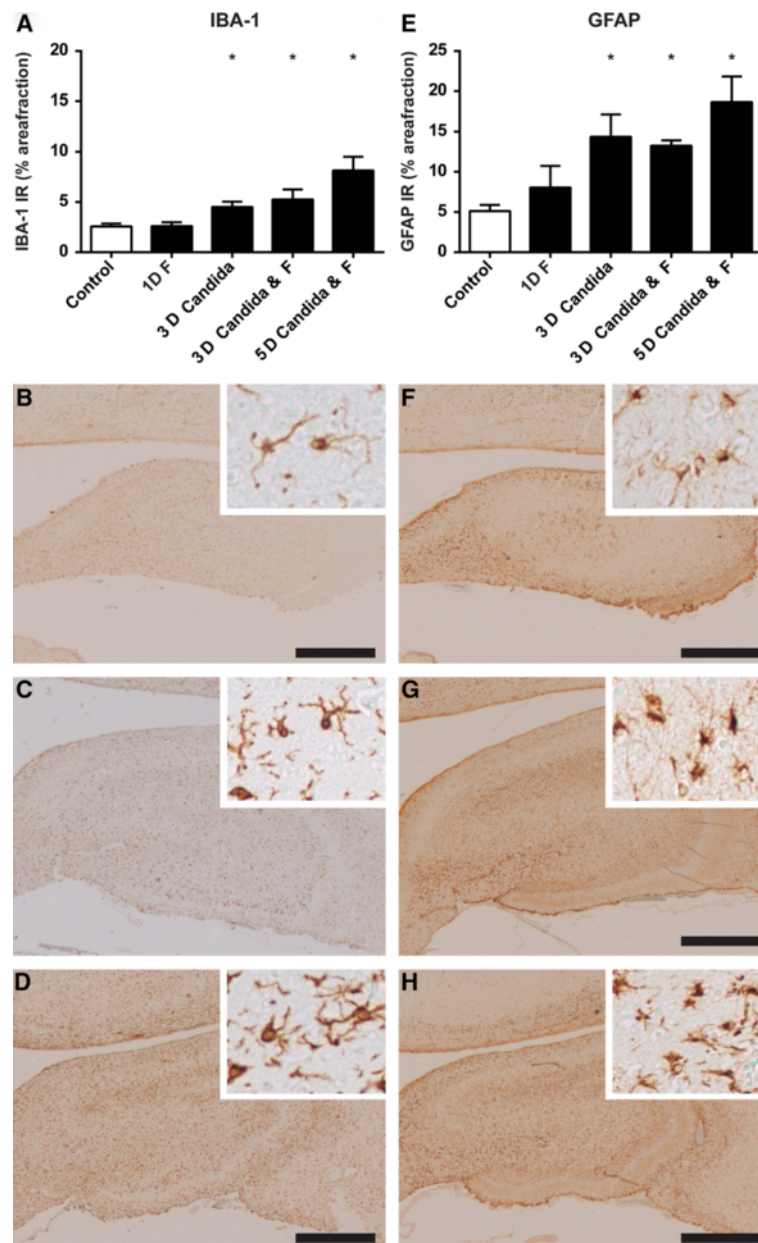 A
IBA-1
IBA-1 IR (% areafraction)
20
15
10
5
0
*
*
*
Control
1D F
3 D Candida
3 D Candida & F
5 D Candida & F
E
GFAP
GFAP IR (% areafraction)
25
20
15
10
5
0
*
*
*
Control
1D F
3 D Candida
3 D Candida & F
5 D Candida & F
B
F
C
G
D
H